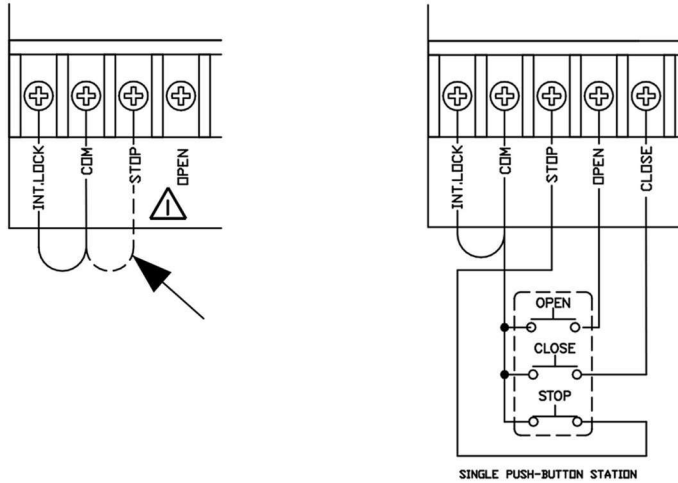 INT.LOCK
COM
STOP
OPEN
INT.LOCK
COM
STOP
OPEN
CLOSE
OPEN
CLOSE
STOP
SINGLE PUSH-BUTTON STATION